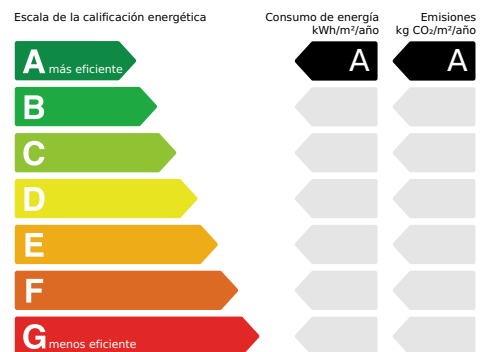 Escala de la calificación energética
Consumo de energía
kWh/m²/año
Emisiones
kg CO₂/m²/año
A más eficiente
A
A
B
C
D
E
F
G menos eficiente